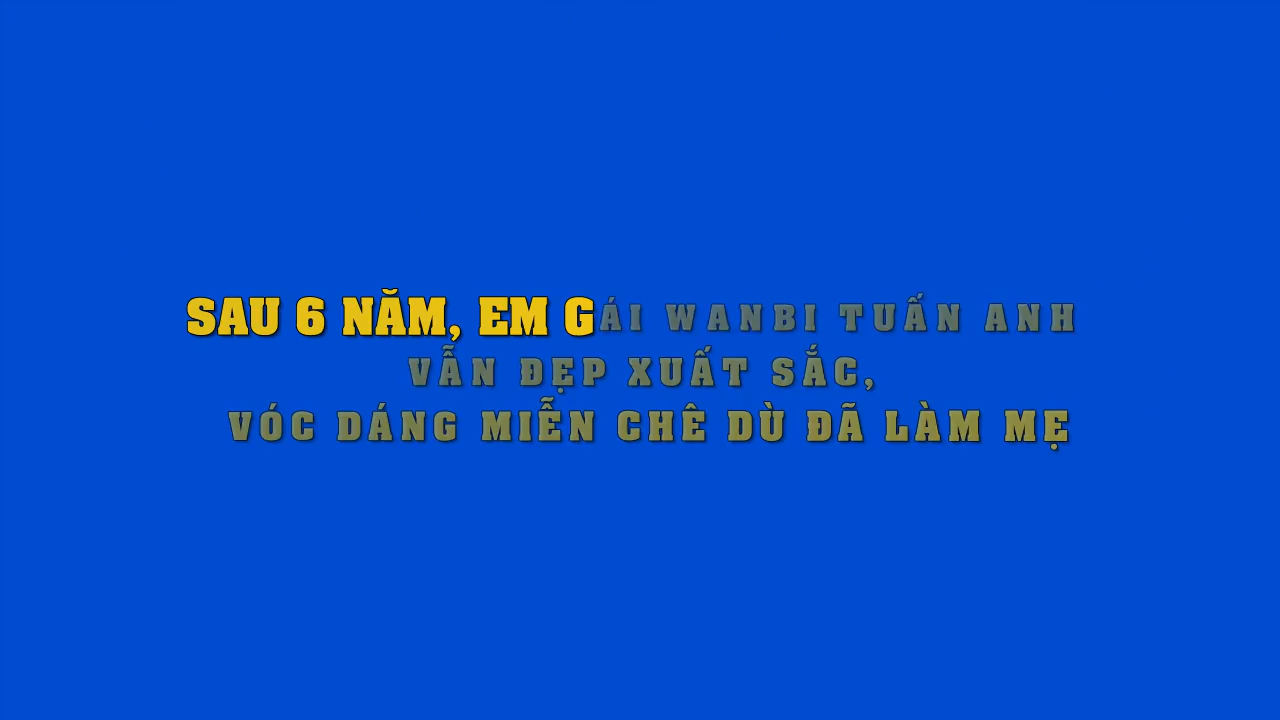 SAU 6 NĂM, EM GÁI WANBI TUẤN ANH
VẪN ĐẸP XUẤT SẮC,
VÓC DÁNG MIỄN CHÊ DÙ ĐÃ LÀM MẸ